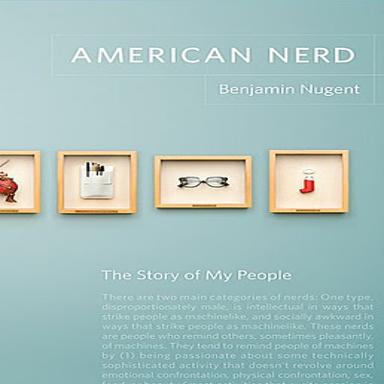 AMERICAN NERD
Benjamin Nugent
The Story of My People
There are two main categories of nerds: One type,
disproportionately male, is intellectual in ways that
strike people as machinelike, and socially awkward in
ways that strike people as machinelike. These nerds
are people who remind others, sometimes pleasantly,
of machines. They tend to remind people of machines
by (1) being passionate about some technically
sophisticated activity that doesn't revolve around
emotional confrontation, physical confrontation, sex,